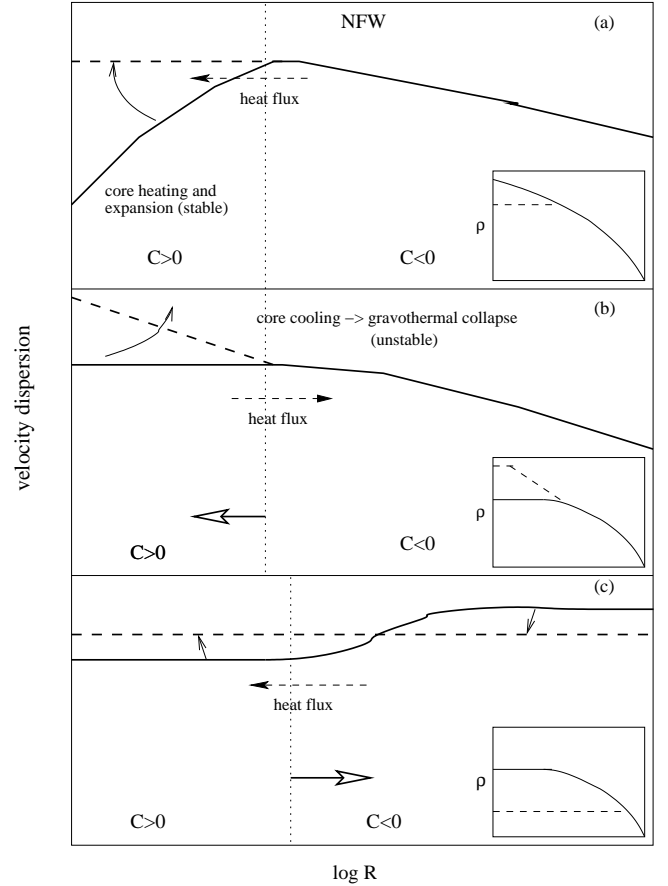 NFW
(a)
heat flux
core heating and
expansion (stable)
ρ
C>0
C<0
(b)
core cooling −> gravothermal collapse
(unstable)
heat flux
velocity dispersion
ρ
C>0
C<0
(c)
heat flux
ρ
C>0
C<0
log R